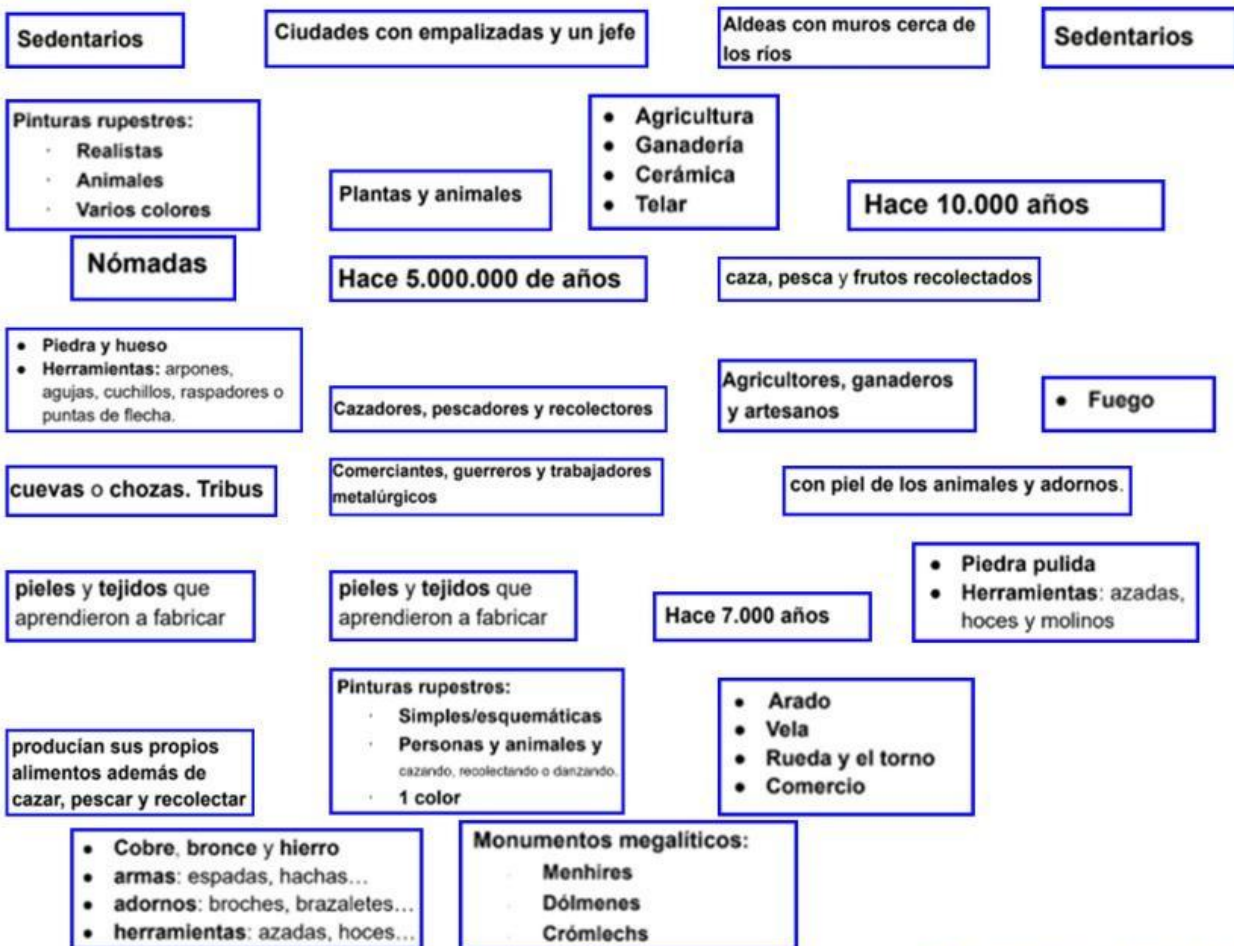 Sedentarios
Ciudades con empalizadas y un jefe
Aldeas con muros cerca de
los ríos
Sedentarios
Pinturas rupestres:
· Realistas
· Animales
· Varios colores
Plantas y animales
● Agricultura
● Ganadería
● Cerámica
● Telar
Hace 10.000 años
Nómadas
Hace 5.000.000 de años
caza, pesca y frutos recolectados
● Piedra y hueso
● Herramientas: arpones,
agujas, cuchillos, raspadores o
puntas de flecha.
Cazadores, pescadores y recolectores
Agricultores, ganaderos
y artesanos
● Fuego
cuevas o chozas. Tribus
Comerciantes, guerreros y trabajadores
metalúrgicos
con piel de los animales y adornos.
pieles y tejidos que
aprendieron a fabricar
pieles y tejidos que
aprendieron a fabricar
Hace 7.000 años
● Piedra pulida
● Herramientas: azadas,
hoces y molinos
producían sus propios
alimentos además de
cazar, pescar y recolectar
Pinturas rupestres:
· Simples/esquemáticas
· Personas y animales y
cazando, recolectando o danzando.
· 1 color
● Arado
● Vela
● Rueda y el torno
● Comercio
● Cobre, bronce y hierro
● armas: espadas, hachas…
● adornos: broches, brazaletes…
● herramientas: azadas, hoces…
Monumentos megalíticos:
· Menhires
· Dólmenes
· Crómlechs